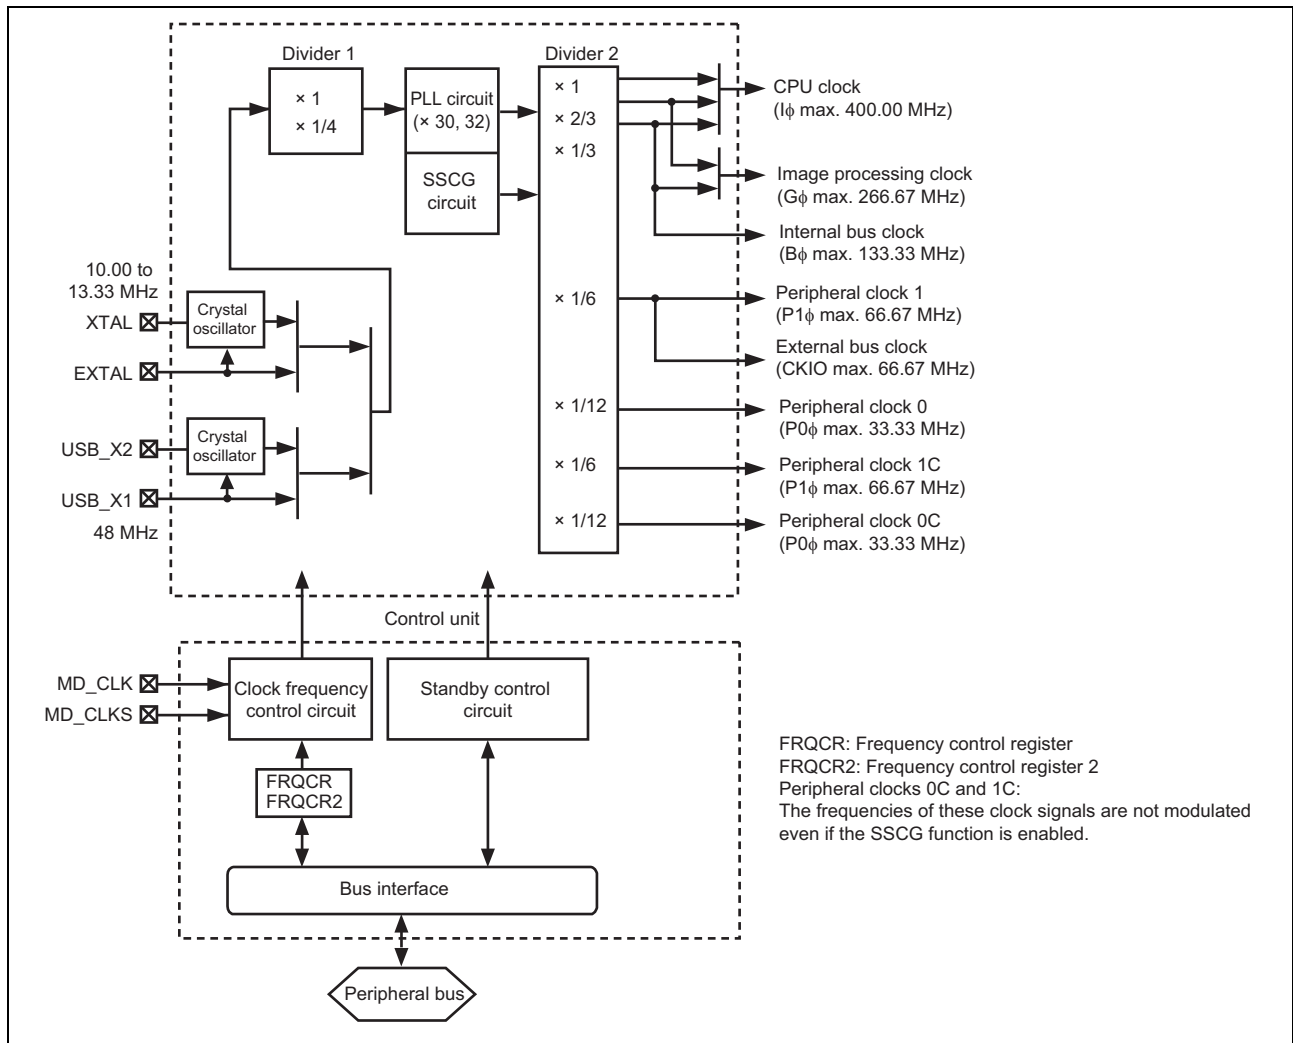 Divider 1
Divider 2
× 1
× 1/4
PLL circuit
(× 30, 32)
SSCG
circuit
× 1
× 2/3
× 1/3
× 1/6
× 1/12
× 1/6
× 1/12
CPU clock
(Iϕ max. 400.00 MHz)
Image processing clock
(Gϕ max. 266.67 MHz)
Internal bus clock
(Bϕ max. 133.33 MHz)
Peripheral clock 1
(P1ϕ max. 66.67 MHz)
External bus clock
(CKIO max. 66.67 MHz)
Peripheral clock 0
(P0ϕ max. 33.33 MHz)
Peripheral clock 1C
(P1ϕ max. 66.67 MHz)
Peripheral clock 0C
(P0ϕ max. 33.33 MHz)
10.00 to
13.33 MHz
XTAL
Crystal
oscillator
EXTAL
USB_X2
Crystal
oscillator
USB_X1
48 MHz
Control unit
MD_CLK
MD_CLKS
Clock frequency
control circuit
Standby control
circuit
FRQCR
FRQCR2
Bus interface
Peripheral bus
FRQCR: Frequency control register
FRQCR2: Frequency control register 2
Peripheral clocks 0C and 1C:
The frequencies of these clock signals are not modulated
even if the SSCG function is enabled.